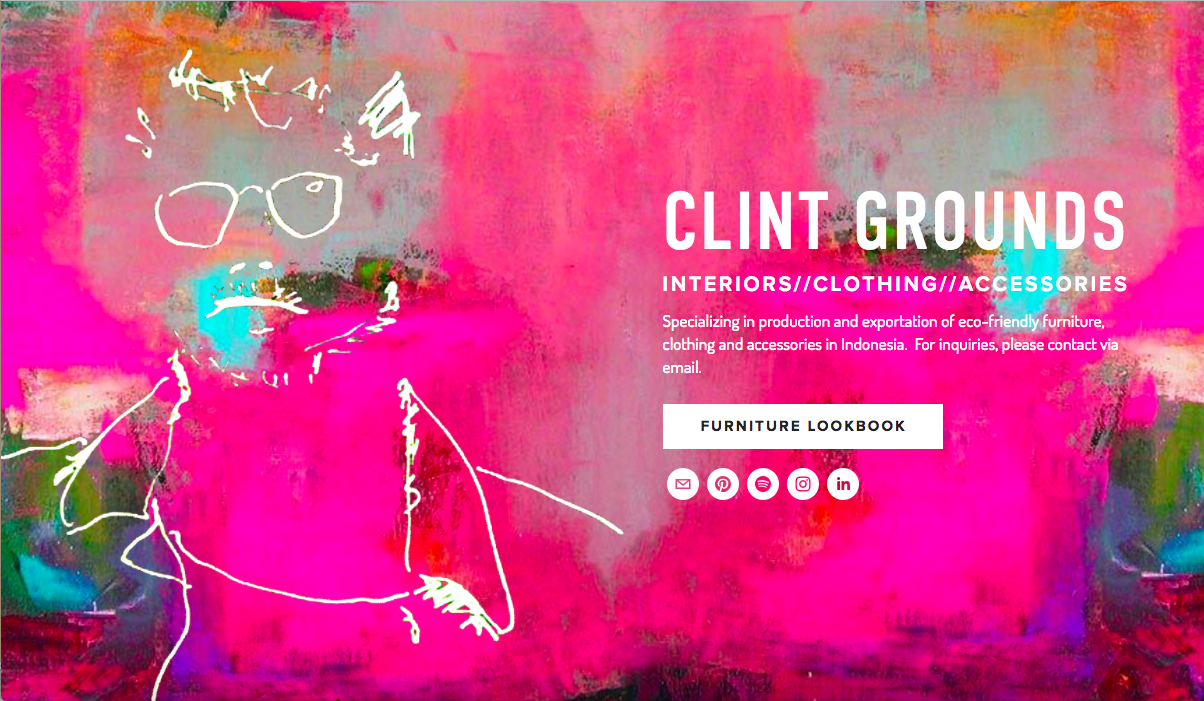 CLINT GROUNDS
INTERIORS//CLOTHING//ACCESSORIES
Specializing in production and exportation of eco-friendly furniture,
clothing and accessories in Indonesia.  For inquiries, please contact via
email.
FURNITURE LOOKBOOK
in